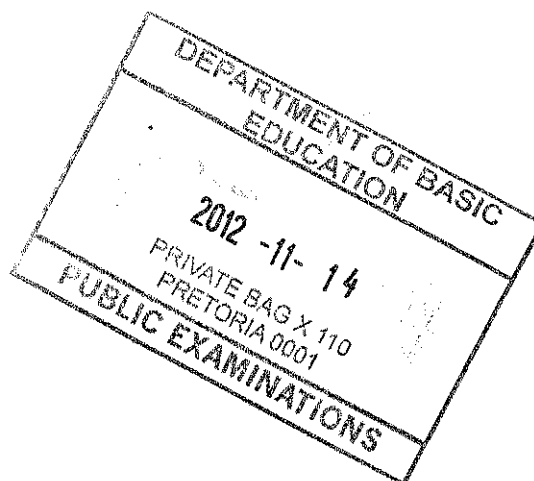 DEPARTMENT OF BASIC
EDUCATION
2012 -11- 14
PRIVATE BAG X 110
PRETORIA 0001
PUBLIC EXAMINATIONS